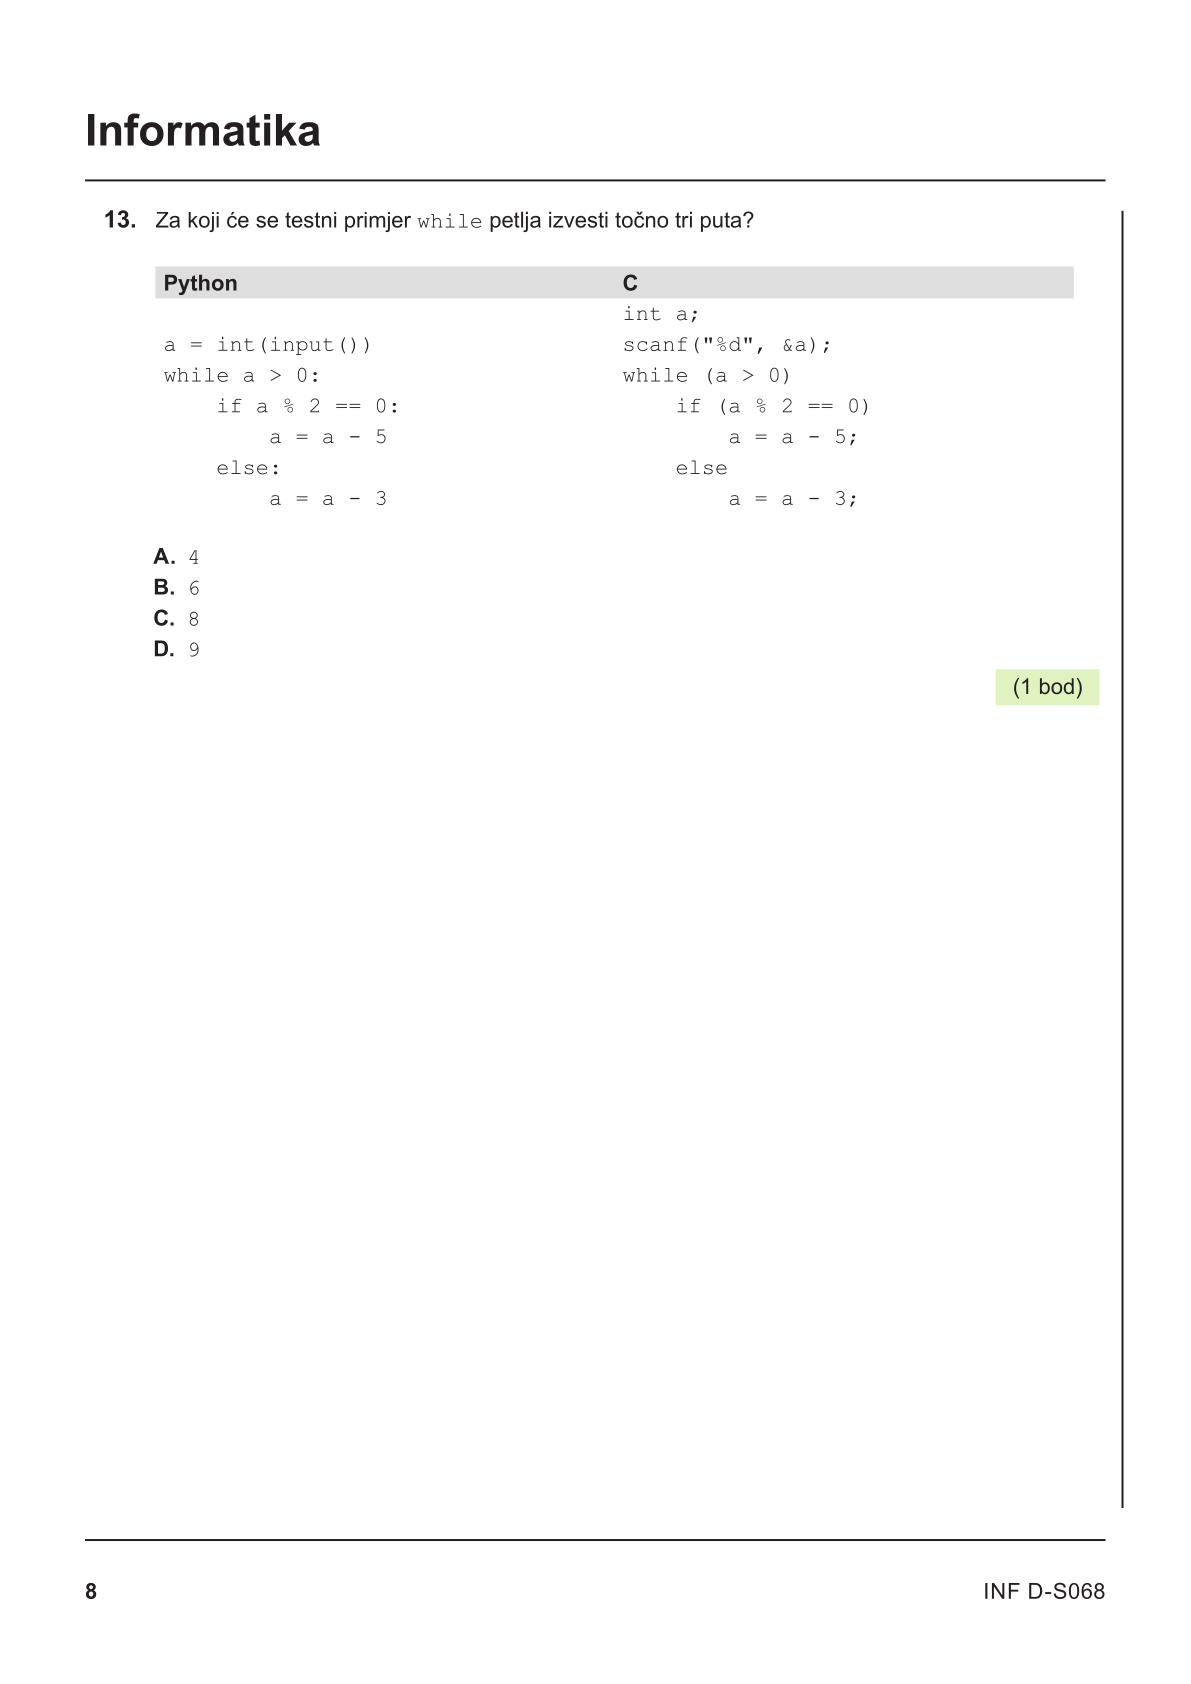 Informatika
13. Za koji će se testni primjer while petlja izvesti točno tri puta?
Python C
int a;
a = int(input()) scanf("%d", &a);
while a > 0: while (a > 0)
if a % 2 == 0: if (a % 2 == 0)
a = a - 5 a = a - 5;
else: else
a = a - 3 a = a - 3;
A. 4
B. 6
C. 8
D. 9
(1 bod)
8 INF D-S068